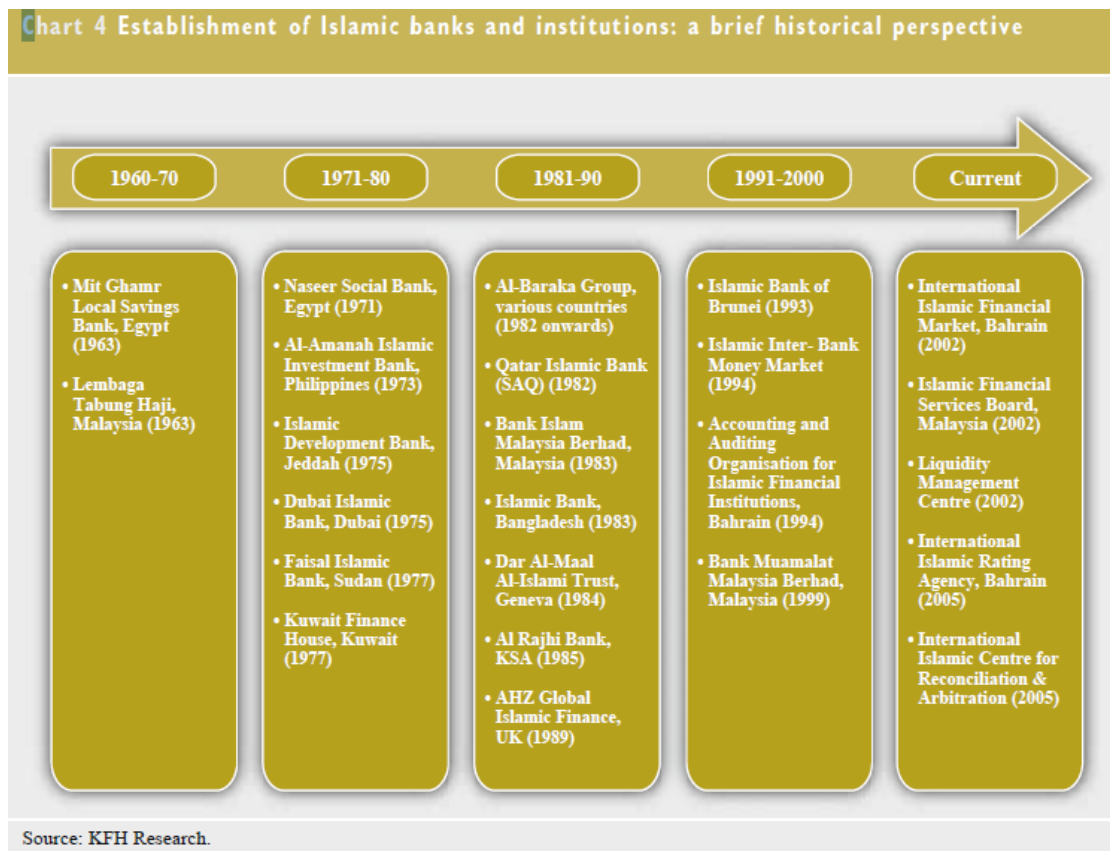 Chart 4 Establishment of Islamic banks and institutions: a brief historical perspective
1960-70
1971-80
1981-90
1991-2000
Current
• Mit Ghamr
Local Savings
Bank, Egypt
(1963)
• Lembaga
Tabung Haji,
Malaysia (1963)
• Naseer Social Bank,
Egypt (1971)
• Al-Amanah Islamic
Investment Bank,
Philippines (1973)
• Islamic
Development Bank,
Jeddah (1975)
• Dubai Islamic
Bank, Dubai (1975)
• Faisal Islamic
Bank, Sudan (1977)
• Kuwait Finance
House, Kuwait
(1977)
• Al-Baraka Group,
various countries
(1982 onwards)
• Qatar Islamic Bank
(SAQ) (1982)
• Bank Islam
Malaysia Berhad,
Malaysia (1983)
• Islamic Bank,
Bangladesh (1983)
• Dar Al-Maal
Al-Islami Trust,
Geneva (1984)
• Al Rajhi Bank,
KSA (1985)
• AHZ Global
Islamic Finance,
UK (1989)
• Islamic Bank of
Brunei (1993)
• Islamic Inter- Bank
Money Market
(1994)
• Accounting and
Auditing
Organisation for
Islamic Financial
Institutions,
Bahrain (1994)
• Bank Muamalat
Malaysia Berhad,
Malaysia (1999)
• International
Islamic Financial
Market, Bahrain
(2002)
• Islamic Financial
Services Board,
Malaysia (2002)
• Liquidity
Management
Centre (2002)
• International
Islamic Rating
Agency, Bahrain
(2005)
• International
Islamic Centre for
Reconciliation &
Arbitration (2005)
Source: KFH Research.